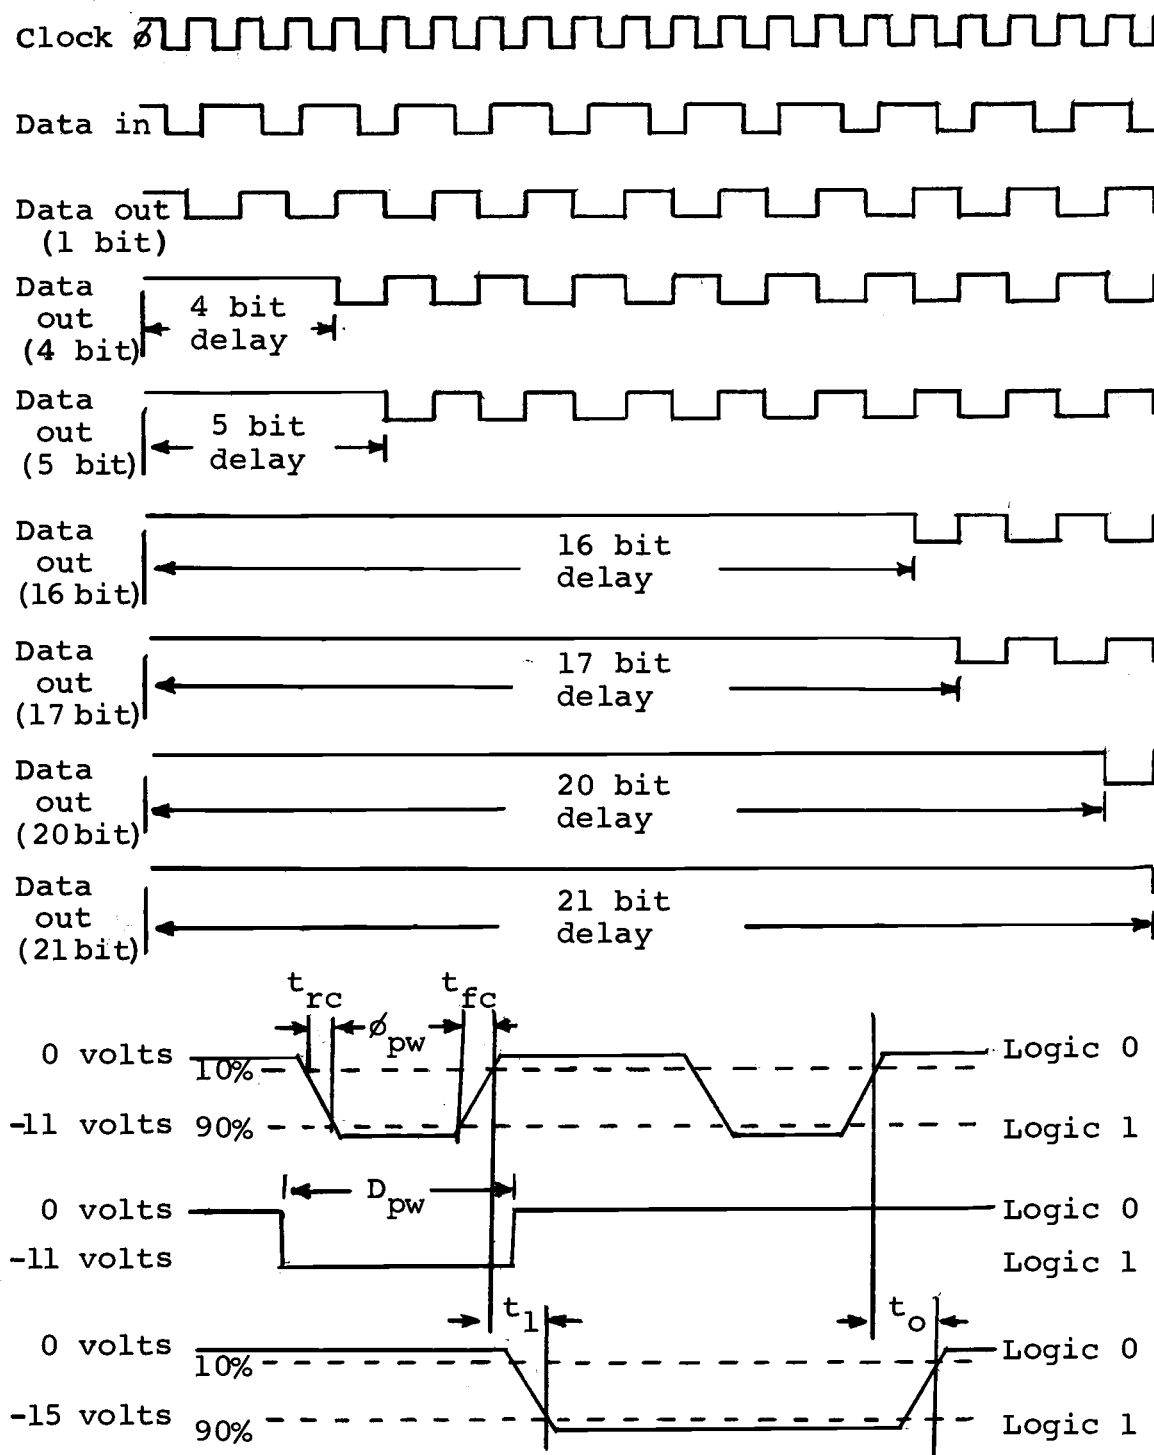 Clock ø
Data in
Data out
(1 bit)
Data
out
(4 bit)
4 bit
delay
Data
out
(5 bit)
5 bit
delay
Data
out
(16 bit)
16 bit
delay
Data
out
(17 bit)
17 bit
delay
Data
out
(20 bit)
20 bit
delay
Data
out
(21 bit)
21 bit
delay
trc
tfc
øpw
0 volts
10%
Logic 0
-11 volts
90%
Logic 1
Dpw
0 volts
Logic 0
-11 volts
Logic 1
t1
to
0 volts
10%
Logic 0
-15 volts
90%
Logic 1